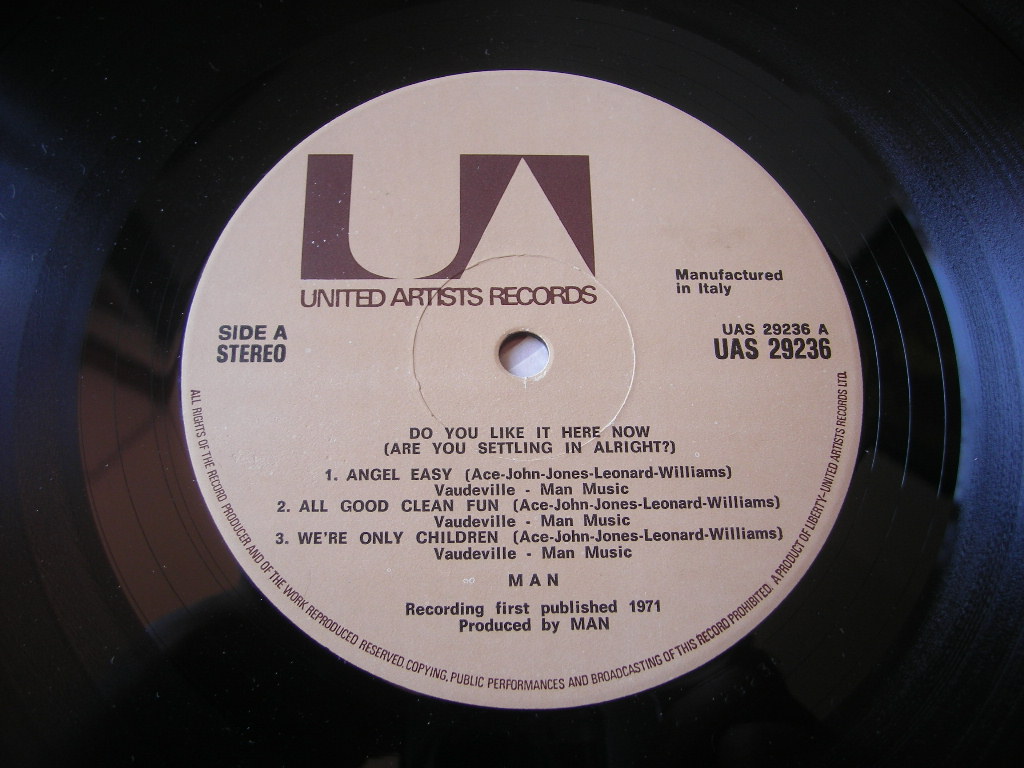 UA
UNITED ARTISTS RECORDS
Manufactured
in Italy
SIDE A
STEREO
UAS 29236 A
UAS 29236
DO YOU LIKE IT HERE NOW
(ARE YOU SETTLING IN ALRIGHT?)
1. ANGEL EASY (Ace-John-Jones-Leonard-Williams)
Vaudeville - Man Music
2. ALL GOOD CLEAN FUN (Ace-John-Jones-Leonard-Williams)
Vaudeville - Man Music
3. WE'RE ONLY CHILDREN (Ace-John-Jones-Leonard-Williams)
Vaudeville - Man Music
MAN
Recording first published 1971
Produced by MAN
ALL RIGHTS OF THE RECORD PRODUCER AND OF THE WORK REPRODUCED RESERVED. COPYING, PUBLIC PERFORMANCES AND BROADCASTING OF THIS RECORD PROHIBITED. A PRODUCT OF LIBERTY-UNITED ARTISTS RECORDS LTD.